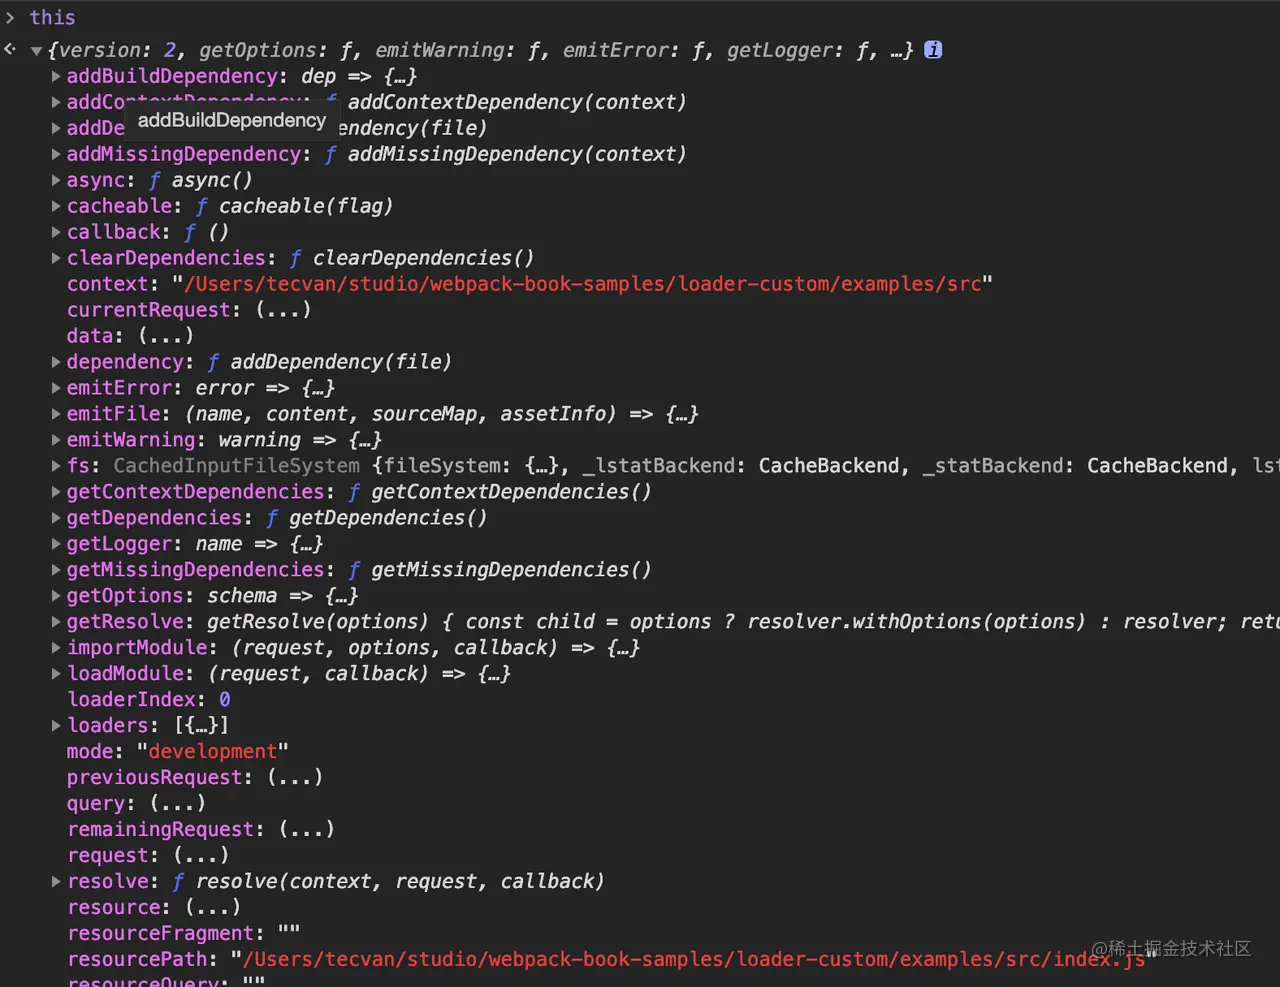 > this
{version: 2, getOptions: ƒ, emitWarning: ƒ, emitError: ƒ, getLogger: ƒ, …} i
addBuildDependency: dep => {…}
addContextDependency: ƒ addContextDependency(context)
addBuildDependency
addDe endency(file)
addMissingDependency: ƒ addMissingDependency(context)
async: ƒ async()
cacheable: ƒ cacheable(flag)
callback: ƒ ()
clearDependencies: ƒ clearDependencies()
context: "/Users/tecvan/studio/webpack-book-samples/loader-custom/examples/src"
currentRequest: (...)
data: (...)
dependency: ƒ addDependency(file)
emitError: error => {…}
emitFile: (name, content, sourceMap, assetInfo) => {…}
emitWarning: warning => {…}
fs: CachedInputFileSystem {fileSystem: {…}, _lstatBackend: CacheBackend, _statBackend: CacheBackend, lst
getContextDependencies: ƒ getContextDependencies()
getDependencies: ƒ getDependencies()
getLogger: name => {…}
getMissingDependencies: ƒ getMissingDependencies()
getOptions: schema => {…}
getResolve: getResolve(options) { const child = options ? resolver.withOptions(options) : resolver; retu
importModule: (request, options, callback) => {…}
loadModule: (request, callback) => {…}
loaderIndex: 0
loaders: [{…}]
mode: "development"
previousRequest: (...)
query: (...)
remainingRequest: (...)
request: (...)
resolve: ƒ resolve(context, request, callback)
resource: (...)
resourceFragment: ""
resourcePath: "/Users/tecvan/studio/webpack-book-samples/loader-custom/examples/src/index.js"
@稀土掘金技术社区
resourceQuery: ""